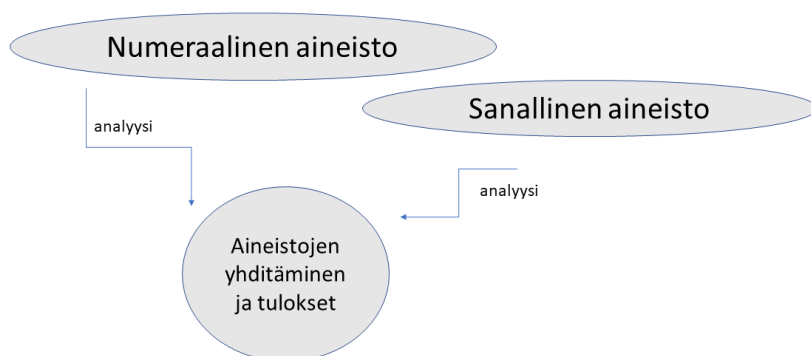 Numeraalinen aineisto
Sanallinen aineisto
analyysi
analyysi
Aineistojen
yhditäminen
ja tulokset